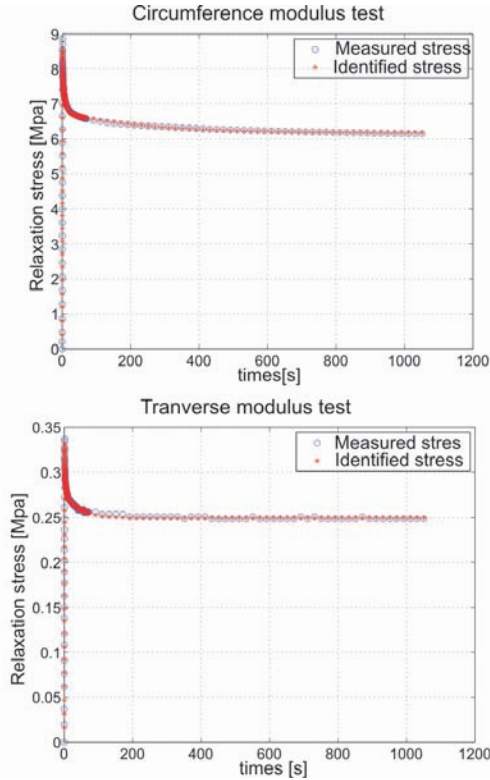 Circumference modulus test
Measured stress
Identified stress
Relaxation stress [Mpa]
9
8
7
6
5
4
3
2
1
0
0 200 400 600 800 1000 1200
times[s]
Tranverse modulus test
Measured stres
Identified stress
Relaxation stress [Mpa]
0.35
0.3
0.25
0.2
0.15
0.1
0.05
0
0 200 400 600 800 1000 1200
times [s]